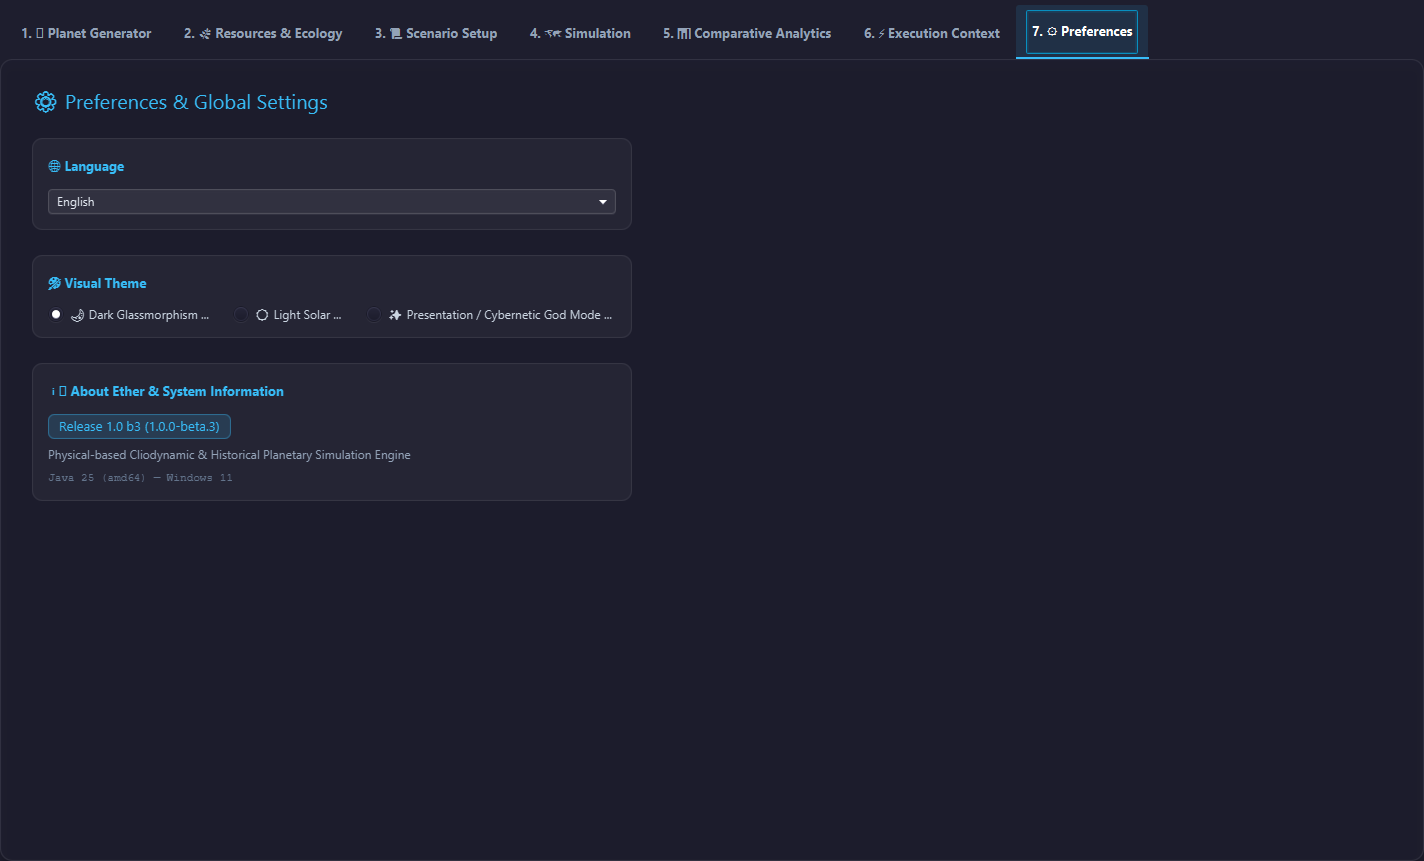 1. Planet Generator
2. Resources & Ecology
3. Scenario Setup
4. Simulation
5. Comparative Analytics
6. ⚡ Execution Context
7. ⚙ Preferences
⚙ Preferences & Global Settings
🌐 Language
English
🎨 Visual Theme
🌙 Dark Glassmorphism ...
Light Solar ...
✨ Presentation / Cybernetic God Mode ...
ℹ About Ether & System Information
Release 1.0 b3 (1.0.0-beta.3)
Physical-based Cliodynamic & Historical Planetary Simulation Engine
Java 25 (amd64) — Windows 11